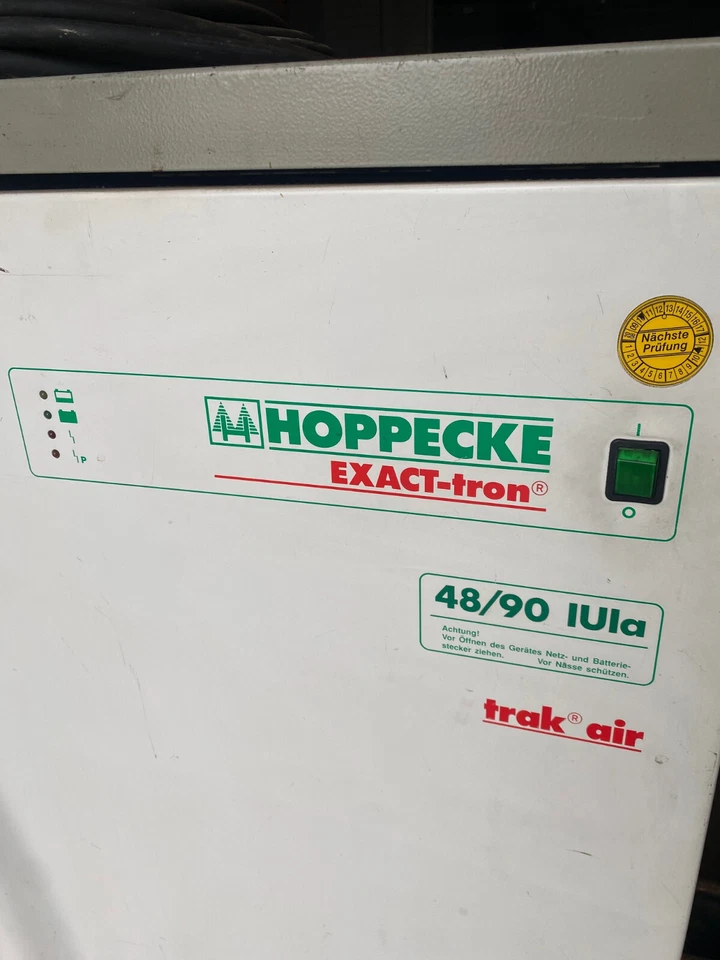 Nächste
Prüfung
HOPPECKE
EXACT-tron®
P
I
O
48/90 IUIa
Achtung!
Vor Öffnen des Gerätes Netz- und Batterie-
stecker ziehen. Vor Nässe schützen.
trak® air